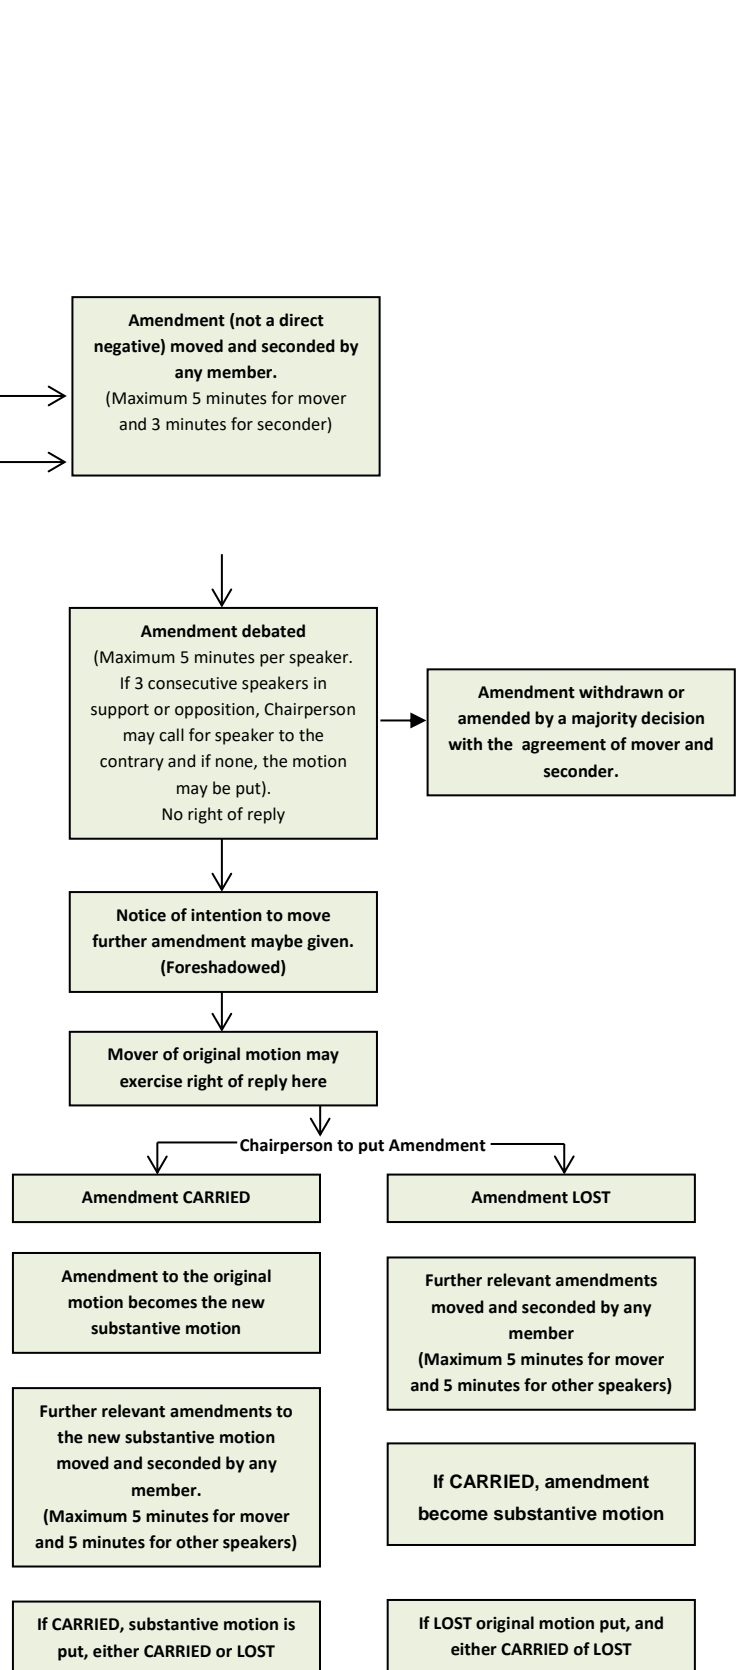 Amendment (not a direct
negative) moved and seconded by
any member.
(Maximum 5 minutes for mover
and 3 minutes for seconder)
Amendment debated
(Maximum 5 minutes per speaker.
If 3 consecutive speakers in
support or opposition, Chairperson
may call for speaker to the
contrary and if none, the motion
may be put).
No right of reply
Amendment withdrawn or
amended by a majority decision
with the agreement of mover and
seconder.
Notice of intention to move
further amendment maybe given.
(Foreshadowed)
Mover of original motion may
exercise right of reply here
Chairperson to put Amendment
Amendment CARRIED
Amendment to the original
motion becomes the new
substantive motion
Further relevant amendments to
the new substantive motion
moved and seconded by any
member.
(Maximum 5 minutes for mover
and 5 minutes for other speakers)
If CARRIED, substantive motion is
put, either CARRIED or LOST
Amendment LOST
Further relevant amendments
moved and seconded by any
member
(Maximum 5 minutes for mover
and 5 minutes for other speakers)
If CARRIED, amendment
become substantive motion
If LOST original motion put, and
either CARRIED of LOST